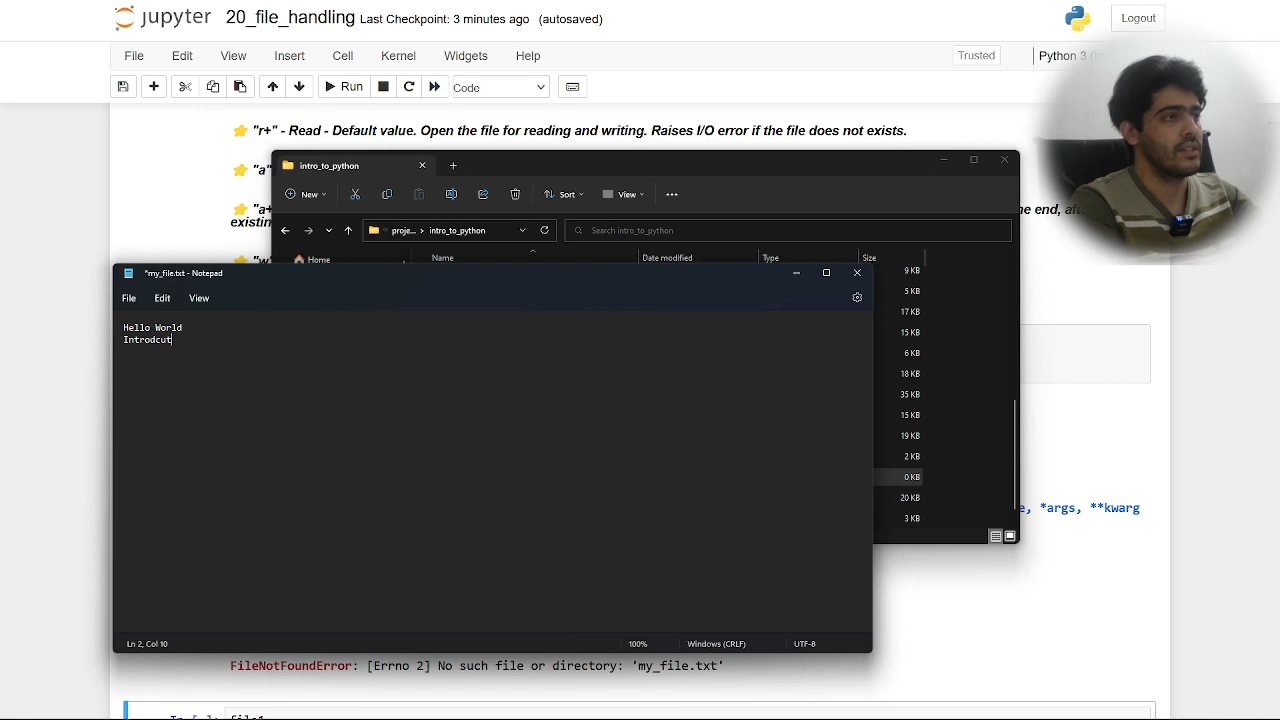 jupyter 20_file_handling Last Checkpoint: 3 minutes ago (autosaved)
Logout
File Edit View Insert Cell Kernel Widgets Help
Trusted
Python 3
Run
Code
"r+" - Read - Default value. Open the file for reading and writing. Raises I/O error if the file does not exists.
intro_to_python
"a"
New
Sort
View
"a+
he end,
existin
proje...
intro_to_python
Search intro_to_python
Home
Name
Date modified
Type
Size
*my_file.txt - Notepad
File Edit View
Hello World
Introdcut
9 KB
5 KB
17 KB
15 KB
6 KB
18 KB
35 KB
15 KB
19 KB
2 KB
0 KB
20 KB
3 KB
, *args, **kwarg
Ln 2, Col 10
100%
Windows (CRLF)
UTF-8
FileNotFoundError: [Errno 2] No such file or directory: 'my_file.txt'